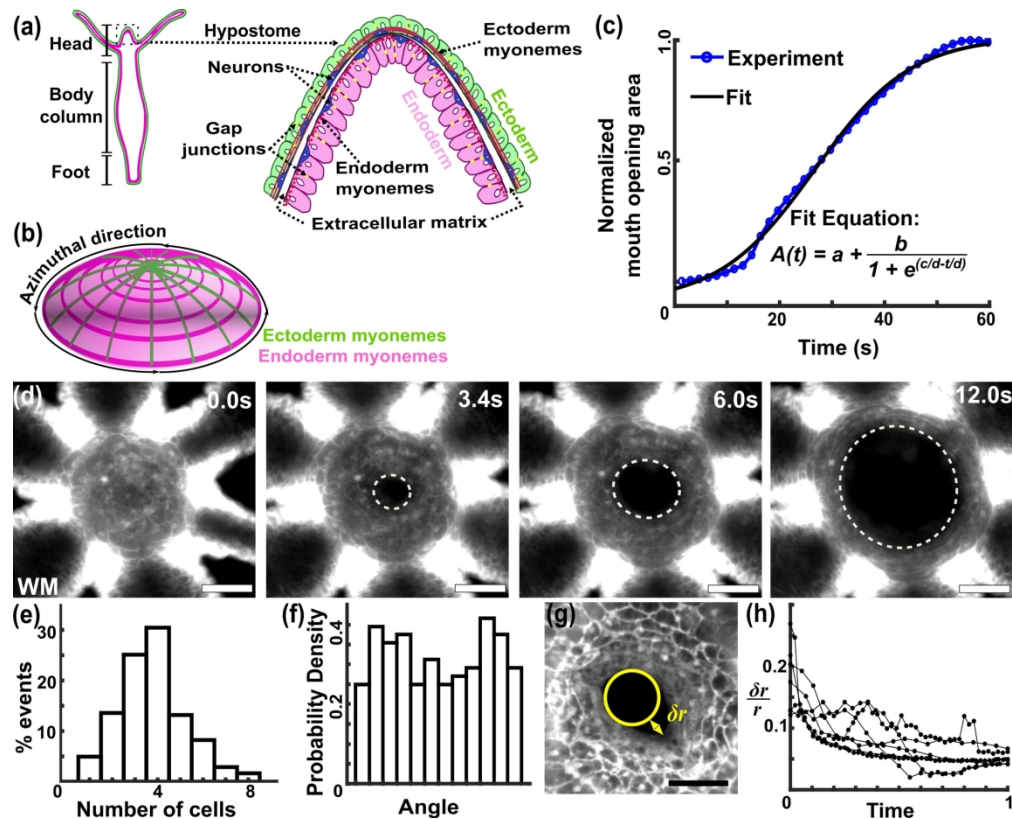 (a)
Head
Body
column
Foot
Hypostome
Neurons
Gap
junctions
Endoderm
myonemes
Extracellular matrix
Ectoderm
myonemes
Endoderm
Ectoderm
(b)
Azimuthal direction
Ectoderm myonemes
Endoderm myonemes
(c)
Normalized
mouth opening area
1.0
0.5
Experiment
Fit
Fit Equation:
A(t) = a + b / 1 + e^(c/d-t/d)
20 40 60
Time (s)
(d)
0.0s
3.4s
6.0s
12.0s
WM
(e)
% events
30
20
10
0 4 8
Number of cells
(f)
Probability Density
0.4
0.2
0
Angle
(g)
δr
(h)
δr
r
0.2
0.1
0 1
Time